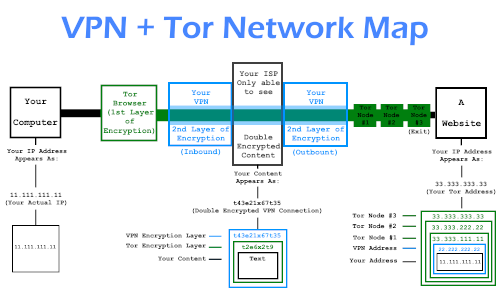 VPN + Tor Network Map
Your
Computer
Tor
Browser
(1st Layer
of
Encryption)
Your
VPN
2nd Layer of
Encryption
(Inbound)
Your ISP
Only able
to see
Double
Encrypted
Content
Your
VPN
2nd Layer of
Encryption
(Outbound)
Tor
Node
#1
Tor
Node
#2
Tor
Node
#3
(Exit)
A
Website
Your IP Address
Appears As:
11.111.111.11
(Your Actual IP)
11.111.111.11
Your Content
Appears As:
t43e21x67t35
(Double Encrypted VPN Connection)
VPN Encryption Layer
t43e21x67t35
Tor Encryption Layer
t2e6x2t9
Your Content
Text
Your IP Address
Appears As:
33.333.333.33
(Your Tor Address)
Tor Node #3
33.333.333.33
Tor Node #2
33.333.222.22
Tor Node #1
33.333.111.11
VPN Address
22.222.222.22
Your Address
11.111.111.11